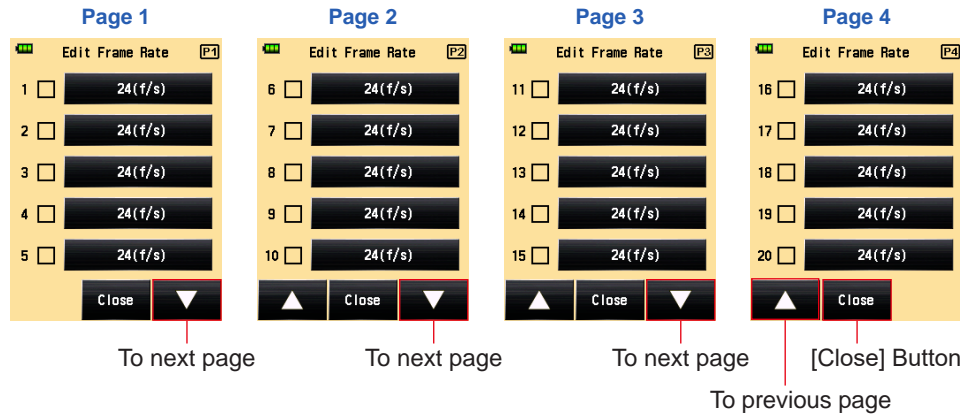 Page 1
Page 2
Page 3
Page 4
Edit Frame Rate P1
1 24(f/s)
2 24(f/s)
3 24(f/s)
4 24(f/s)
5 24(f/s)
Close
To next page
Edit Frame Rate P2
6 24(f/s)
7 24(f/s)
8 24(f/s)
9 24(f/s)
10 24(f/s)
Close
To next page
Edit Frame Rate P3
11 24(f/s)
12 24(f/s)
13 24(f/s)
14 24(f/s)
15 24(f/s)
Close
To next page
Edit Frame Rate P4
16 24(f/s)
17 24(f/s)
18 24(f/s)
19 24(f/s)
20 24(f/s)
Close
[Close] Button
To previous page